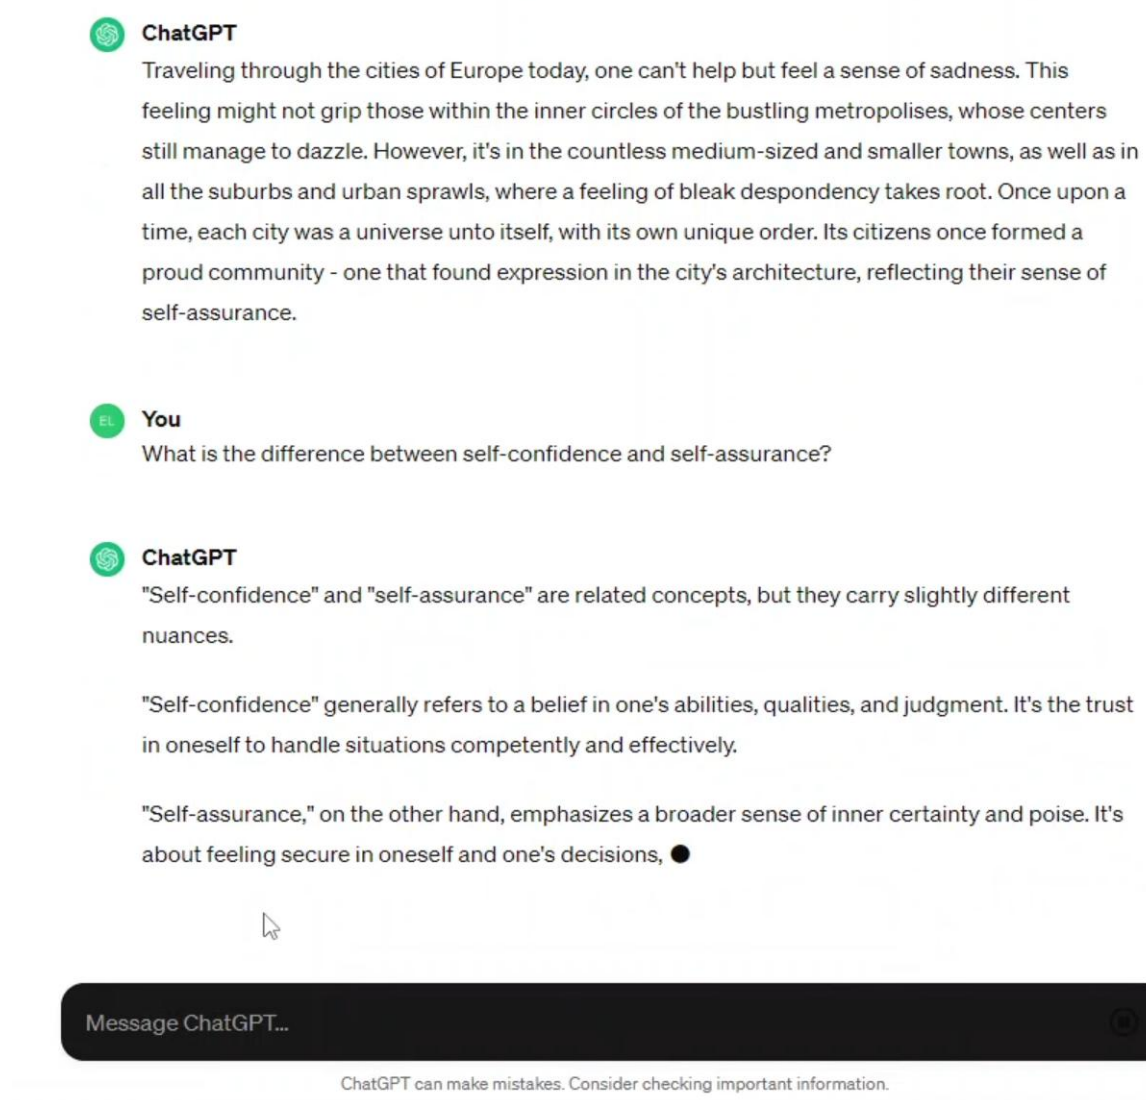 ChatGPT
Traveling through the cities of Europe today, one can't help but feel a sense of sadness. This
feeling might not grip those within the inner circles of the bustling metropolises, whose centers
still manage to dazzle. However, it's in the countless medium-sized and smaller towns, as well as in
all the suburbs and urban sprawls, where a feeling of bleak despondency takes root. Once upon a
time, each city was a universe unto itself, with its own unique order. Its citizens once formed a
proud community - one that found expression in the city's architecture, reflecting their sense of
self-assurance.
EL
You
What is the difference between self-confidence and self-assurance?
ChatGPT
"Self-confidence" and "self-assurance" are related concepts, but they carry slightly different
nuances.
"Self-confidence" generally refers to a belief in one's abilities, qualities, and judgment. It's the trust
in oneself to handle situations competently and effectively.
"Self-assurance," on the other hand, emphasizes a broader sense of inner certainty and poise. It's
about feeling secure in oneself and one's decisions,
Message ChatGPT...
ChatGPT can make mistakes. Consider checking important information.